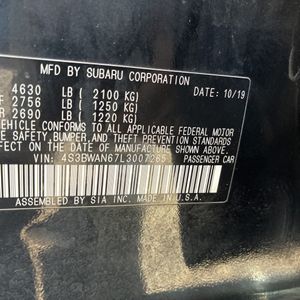 MFD BY SUBARU CORPORATION DATE: 10/19
4630 LB ( 2100 KG)
2756 LB ( 1250 KG)
2690 LB ( 1220 KG)
VEHICLE CONFORMS TO ALL APPLICABLE FEDERAL MOTOR
SAFETY, BUMPER, AND THEFT PREVENTION STANDARDS
EFFECT ON THE DATE OF MANUFACTURE SHOWN ABOVE.
VIN: 4S3BWAN67L3007265 PASSENGER CAR
ASSEMBLED BY SIA INC. MADE IN U.S.A.